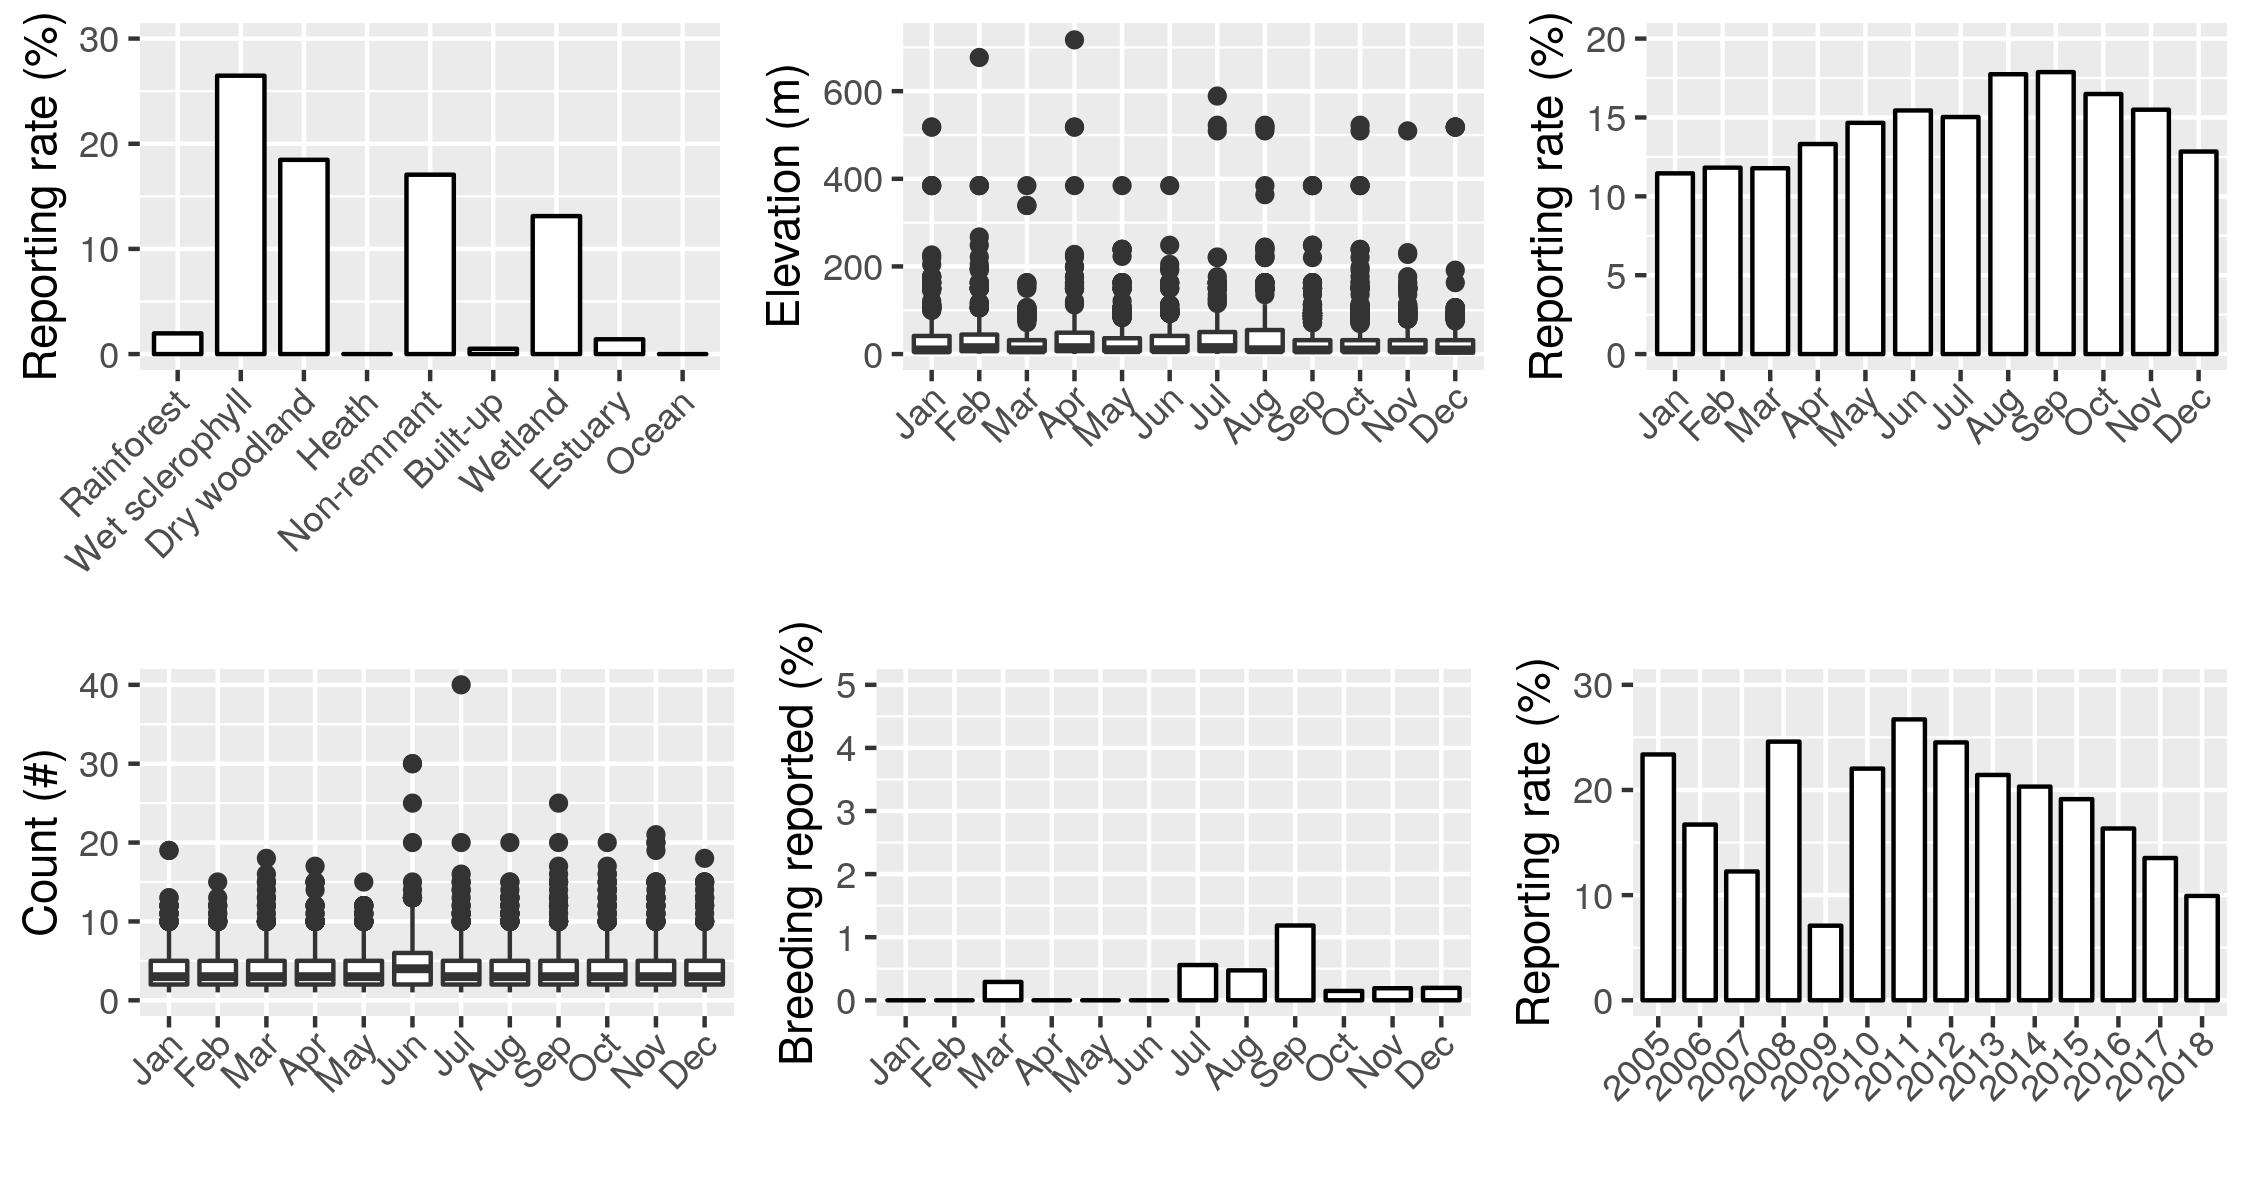 Reporting rate (%)
30
20
10
0
Rainforest
Wet sclerophyll
Dry woodland
Heath
Non-remnant
Built-up
Wetland
Estuary
Ocean
Elevation (m)
600
400
200
0
Jan
Feb
Mar
Apr
May
Jun
Jul
Aug
Sep
Oct
Nov
Dec
Reporting rate (%)
20
15
10
5
0
Jan
Feb
Mar
Apr
May
Jun
Jul
Aug
Sep
Oct
Nov
Dec
Count (#)
40
30
20
10
0
Jan
Feb
Mar
Apr
May
Jun
Jul
Aug
Sep
Oct
Nov
Dec
Breeding reported (%)
5
4
3
2
1
0
Jan
Feb
Mar
Apr
May
Jun
Jul
Aug
Sep
Oct
Nov
Dec
Reporting rate (%)
30
20
10
0
2005
2006
2007
2008
2009
2010
2011
2012
2013
2014
2015
2016
2017
2018